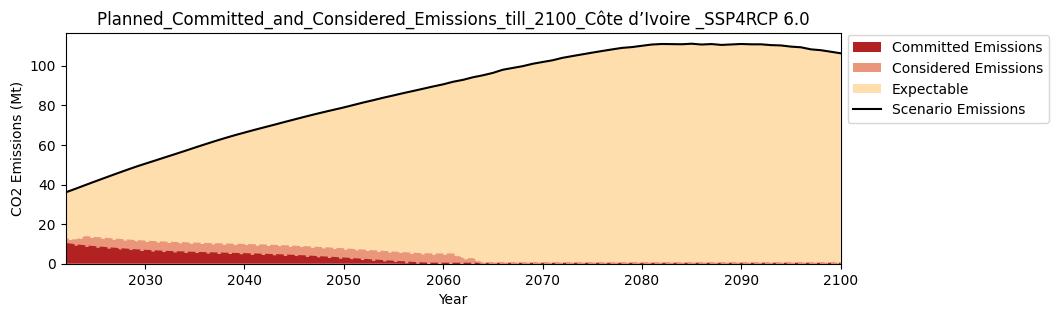 Planned_Committed_and_Considered_Emissions_till_2100_Côte d’Ivoire _SSP4RCP 6.0
CO2 Emissions (Mt)
100
80
60
40
20
0
2030 2040 2050 2060 2070 2080 2090 2100
Year
Committed Emissions
Considered Emissions
Expectable
Scenario Emissions